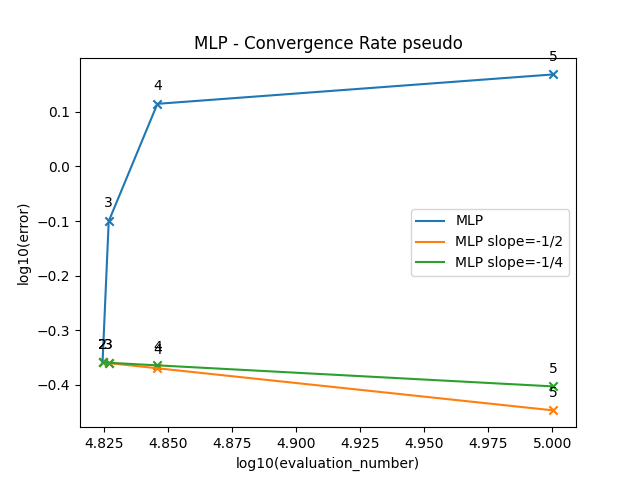 MLP - Convergence Rate pseudo
5
4
0.1
0.0
3
−0.1
log10(error)
MLP
MLP slope=-1/2
MLP slope=-1/4
−0.2
−0.3
2 3
4
4
5
−0.4
5
4.825 4.850 4.875 4.900 4.925 4.950 4.975 5.000
log10(evaluation_number)